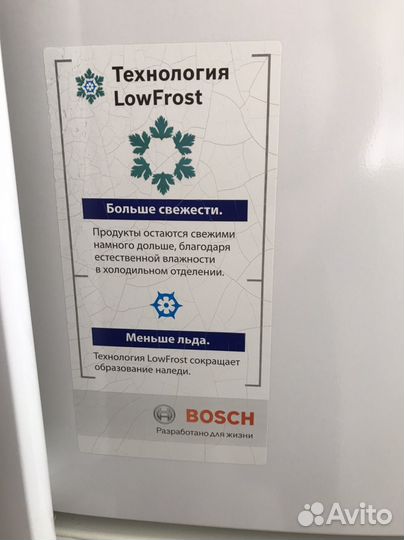 Технология
LowFrost
Больше свежести.
Продукты остаются свежими
намного дольше, благодаря
естественной влажности
в холодильном отделении.
Меньше льда.
Технология LowFrost сокращает
образование наледи.
BOSCH
Разработано для жизни
Avito